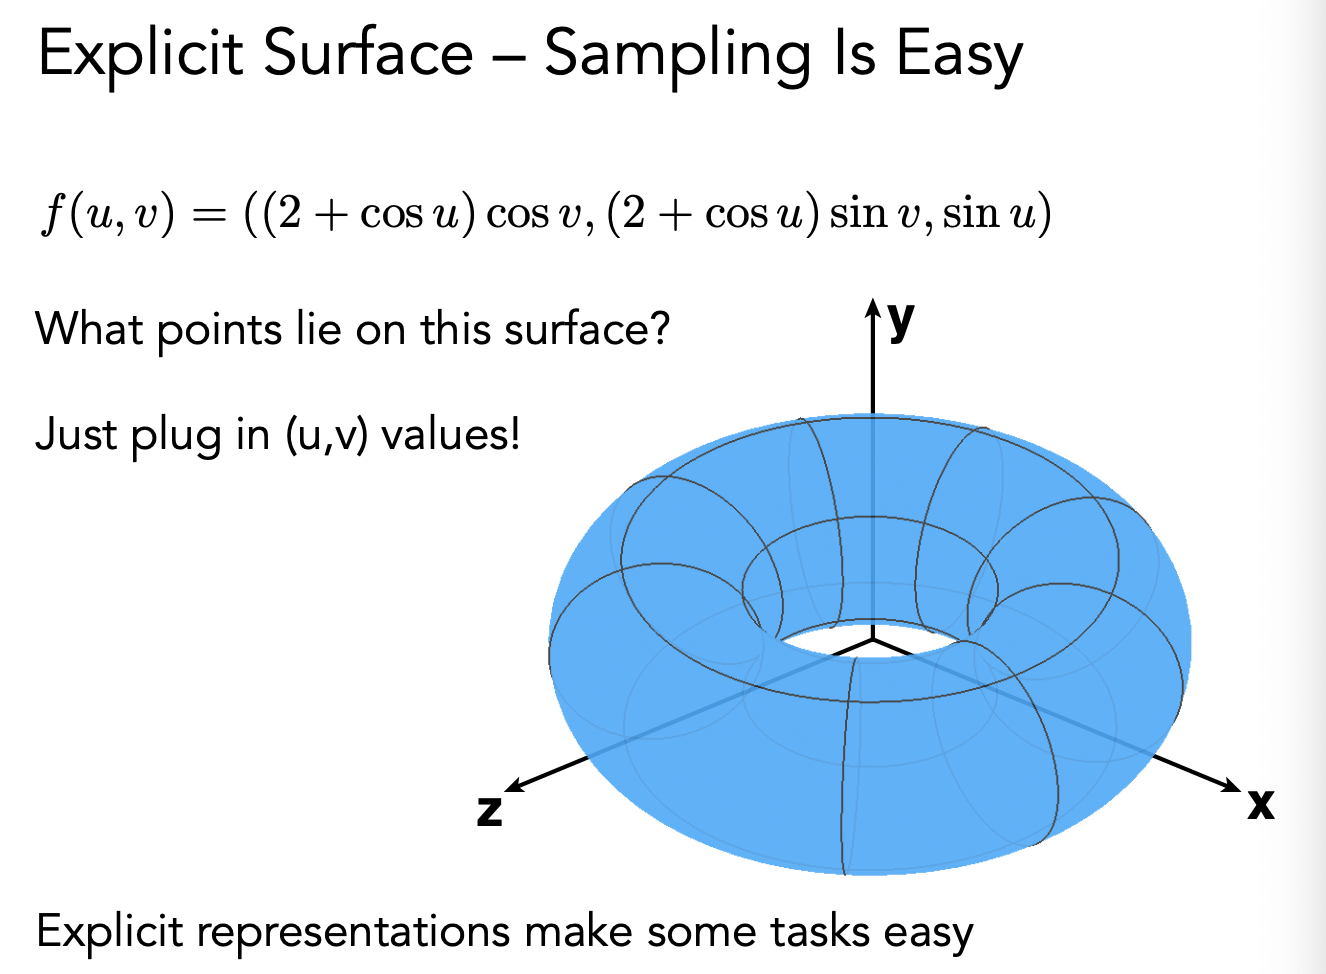 Explicit Surface – Sampling Is Easy
f(u, v) = ((2 + cos u) cos v, (2 + cos u) sin v, sin u)
What points lie on this surface?
Just plug in (u,v) values!
y
z
x
Explicit representations make some tasks easy